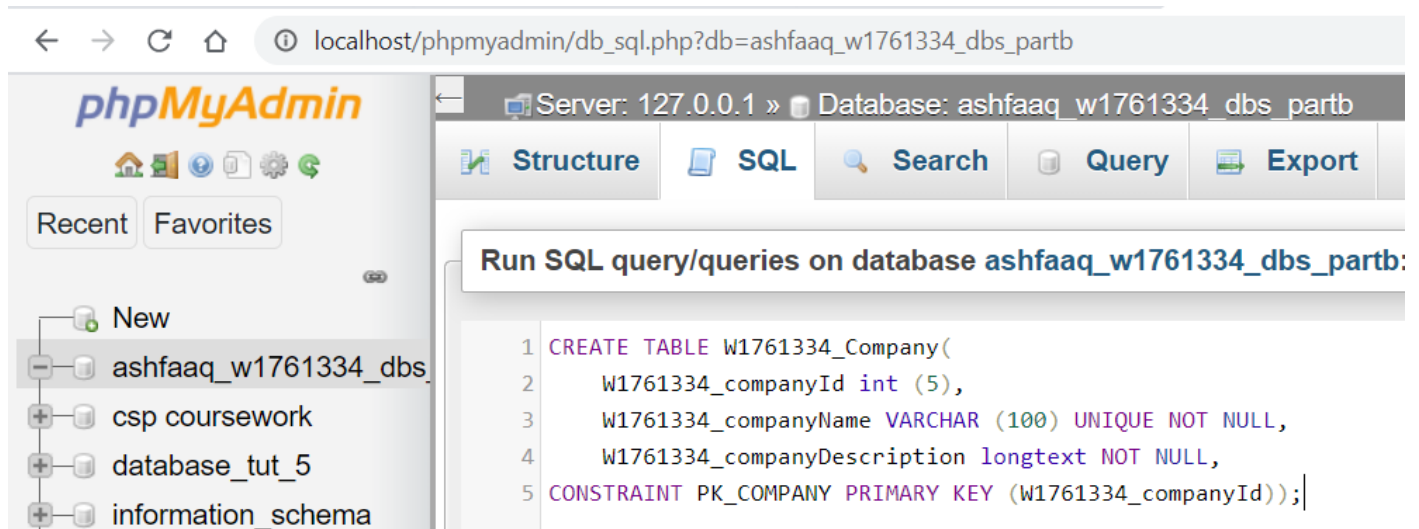 localhost/phpmyadmin/db_sql.php?db=ashfaaq_w1761334_dbs_partb
phpMyAdmin
Recent Favorites
New
ashfaaq_w1761334_dbs_
csp coursework
database_tut_5
information_schema
Server: 127.0.0.1 » Database: ashfaaq_w1761334_dbs_partb
Structure SQL Search Query Export
Run SQL query/queries on database ashfaaq_w1761334_dbs_partb:
1 CREATE TABLE W1761334_Company(
2 W1761334_companyId int (5),
3 W1761334_companyName VARCHAR (100) UNIQUE NOT NULL,
4 W1761334_companyDescription longtext NOT NULL,
5 CONSTRAINT PK_COMPANY PRIMARY KEY (W1761334_companyId));